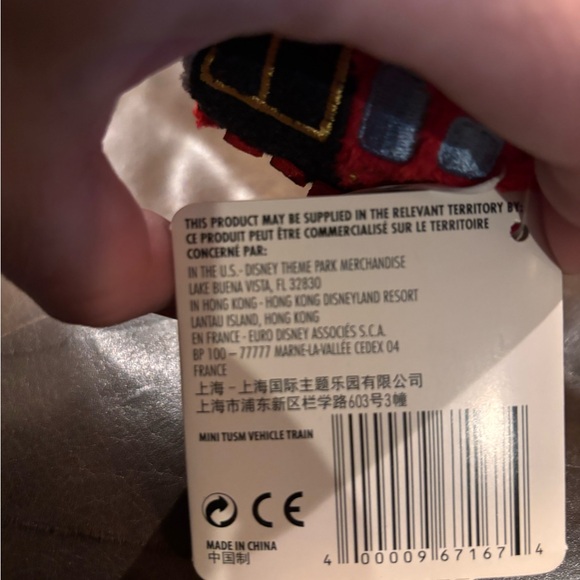 THIS PRODUCT MAY BE SUPPLIED IN THE RELEVANT TERRITORY BY:
CE PRODUIT PEUT ÊTRE COMMERCIALISÉ SUR LE TERRITOIRE
CONCERNÉ PAR:
IN THE U.S.- DISNEY THEME PARK MERCHANDISE
LAKE BUENA VISTA, FL 32830
IN HONG KONG - HONG KONG DISNEYLAND RESORT
LANTAU ISLAND, HONG KONG
EN FRANCE - EURO DISNEY ASSOCIÉS S.C.A.
BP 100 – 77777 MARNE-LA-VALLÉE CEDEX 04
FRANCE
上海 - 上海国际主题乐园有限公司
上海市浦东新区栏学路603号3幢
MINI TUSM VEHICLE TRAIN
CE
MADE IN CHINA
中国制
4 00009 67167 4